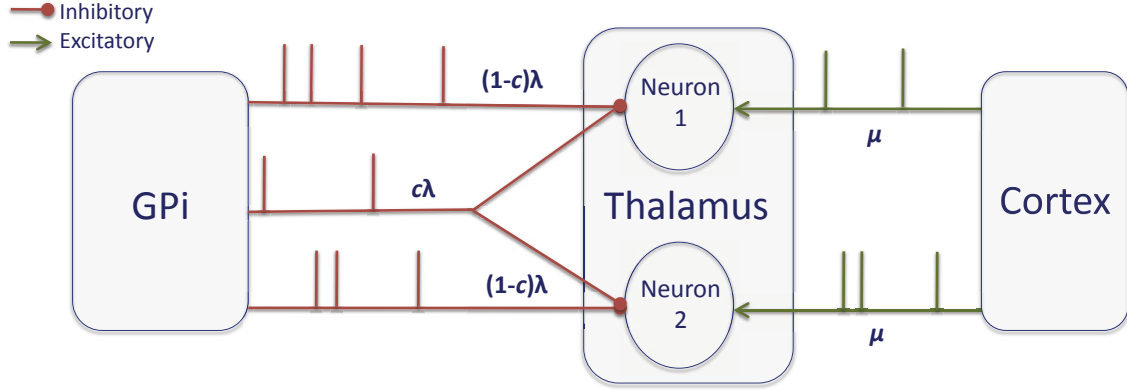 Inhibitory
Excitatory
(1-c)λ
Neuron
1
μ
cλ
GPi
Thalamus
Cortex
(1-c)λ
Neuron
2
μ